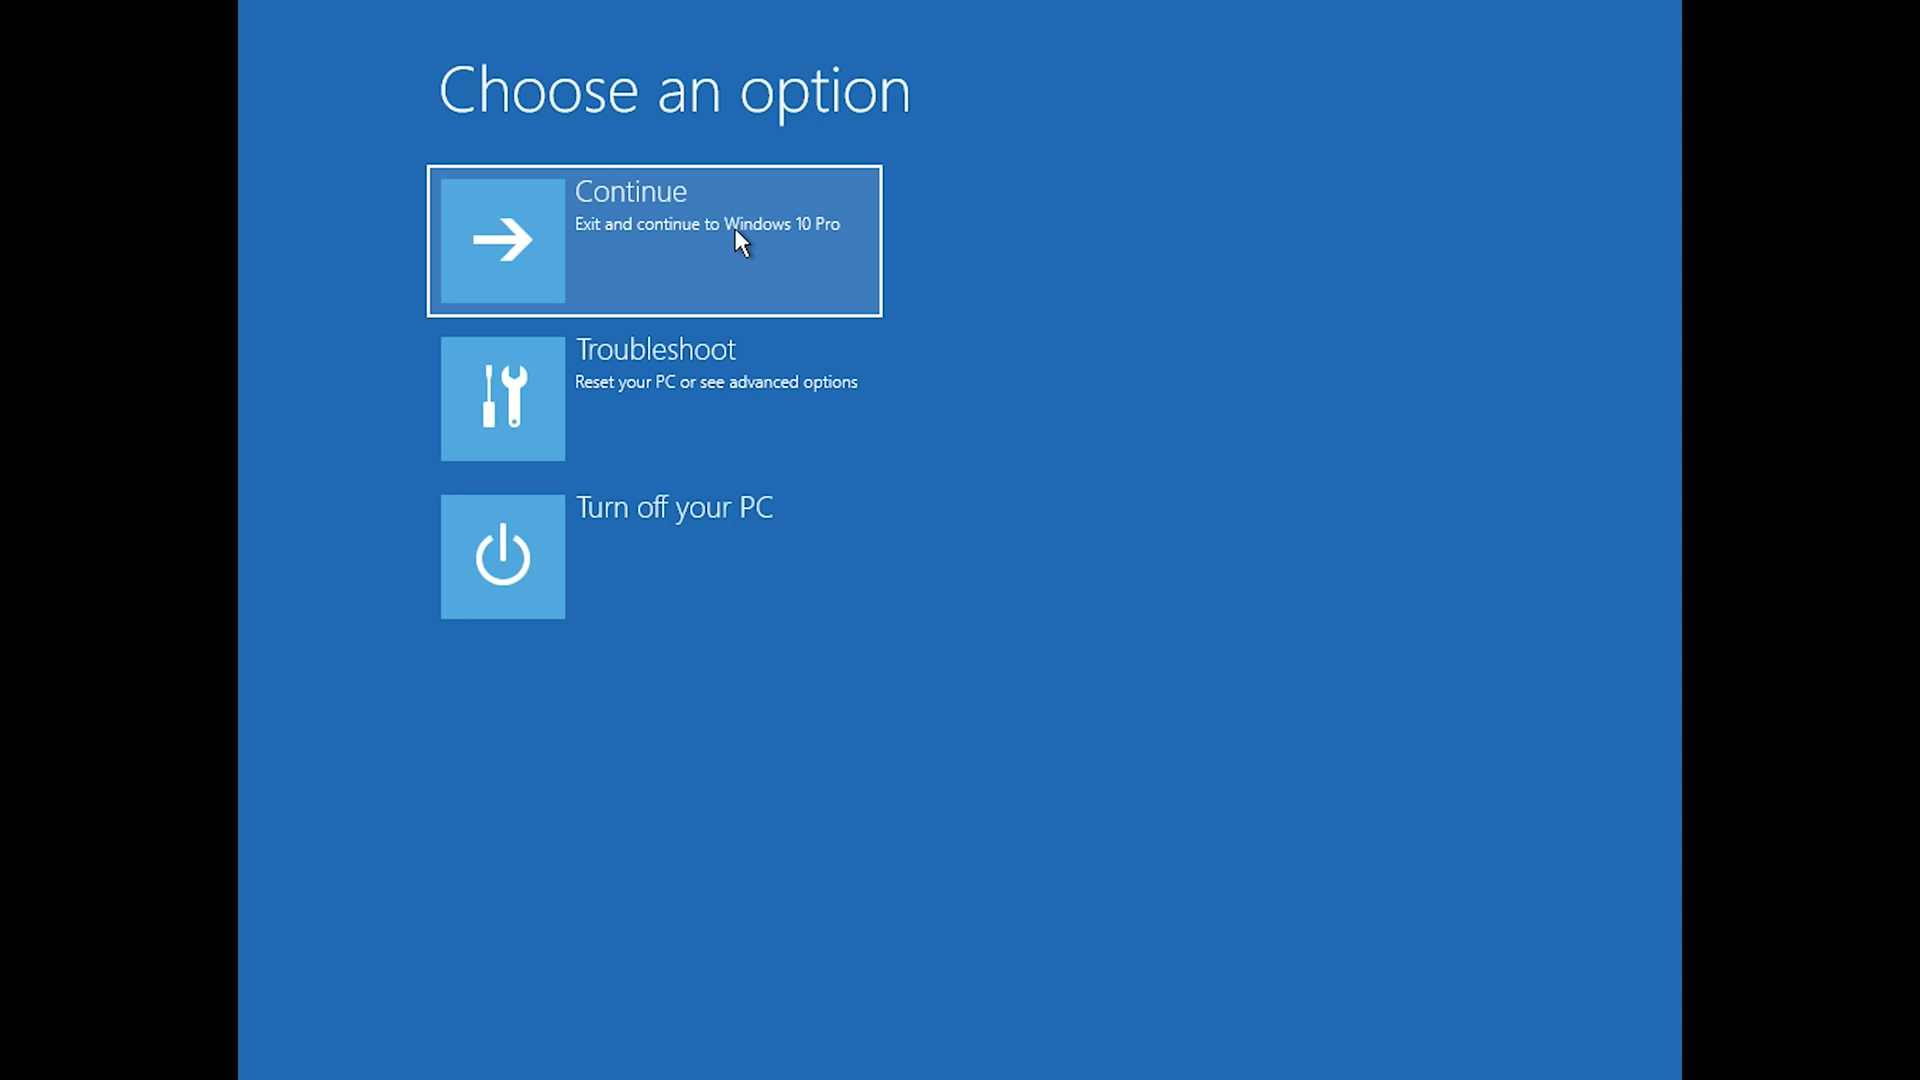 Choose an option
Continue
Exit and continue to Windows 10 Pro
Troubleshoot
Reset your PC or see advanced options
Turn off your PC